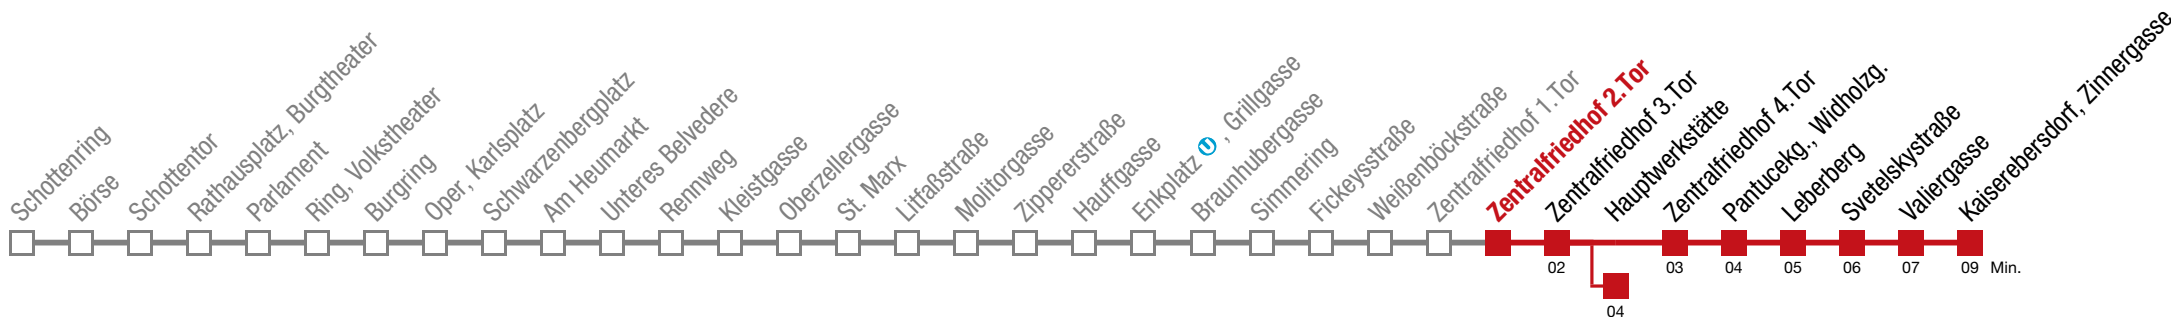 Schottenring
Börse
Schottentor
Rathausplatz, Burgtheater
Parlament
Ring, Volkstheater
Burgring
Oper, Karlsplatz
Schwarzenbergplatz
Am Heumarkt
Unteres Belvedere
Rennweg
Kleistgasse
Oberzellergasse
St. Marx
Litfaßstraße
Molitorgasse
Zippererstraße
Hauffgasse
Enkplatz U, Grillgasse
Braunhubergasse
Simmering
Fickeysstraße
Weißenböckstraße
Zentralfriedhof 1.Tor
Zentralfriedhof 2.Tor
Zentralfriedhof 3.Tor
Hauptwerkstätte
Zentralfriedhof 4.Tor
Pantucekg., Widholzg.
Leberberg
Svetelskystraße
Valiergasse
Kaiserebersdorf, Zinnergasse
02 03 04 05 06 07 09 Min.
04